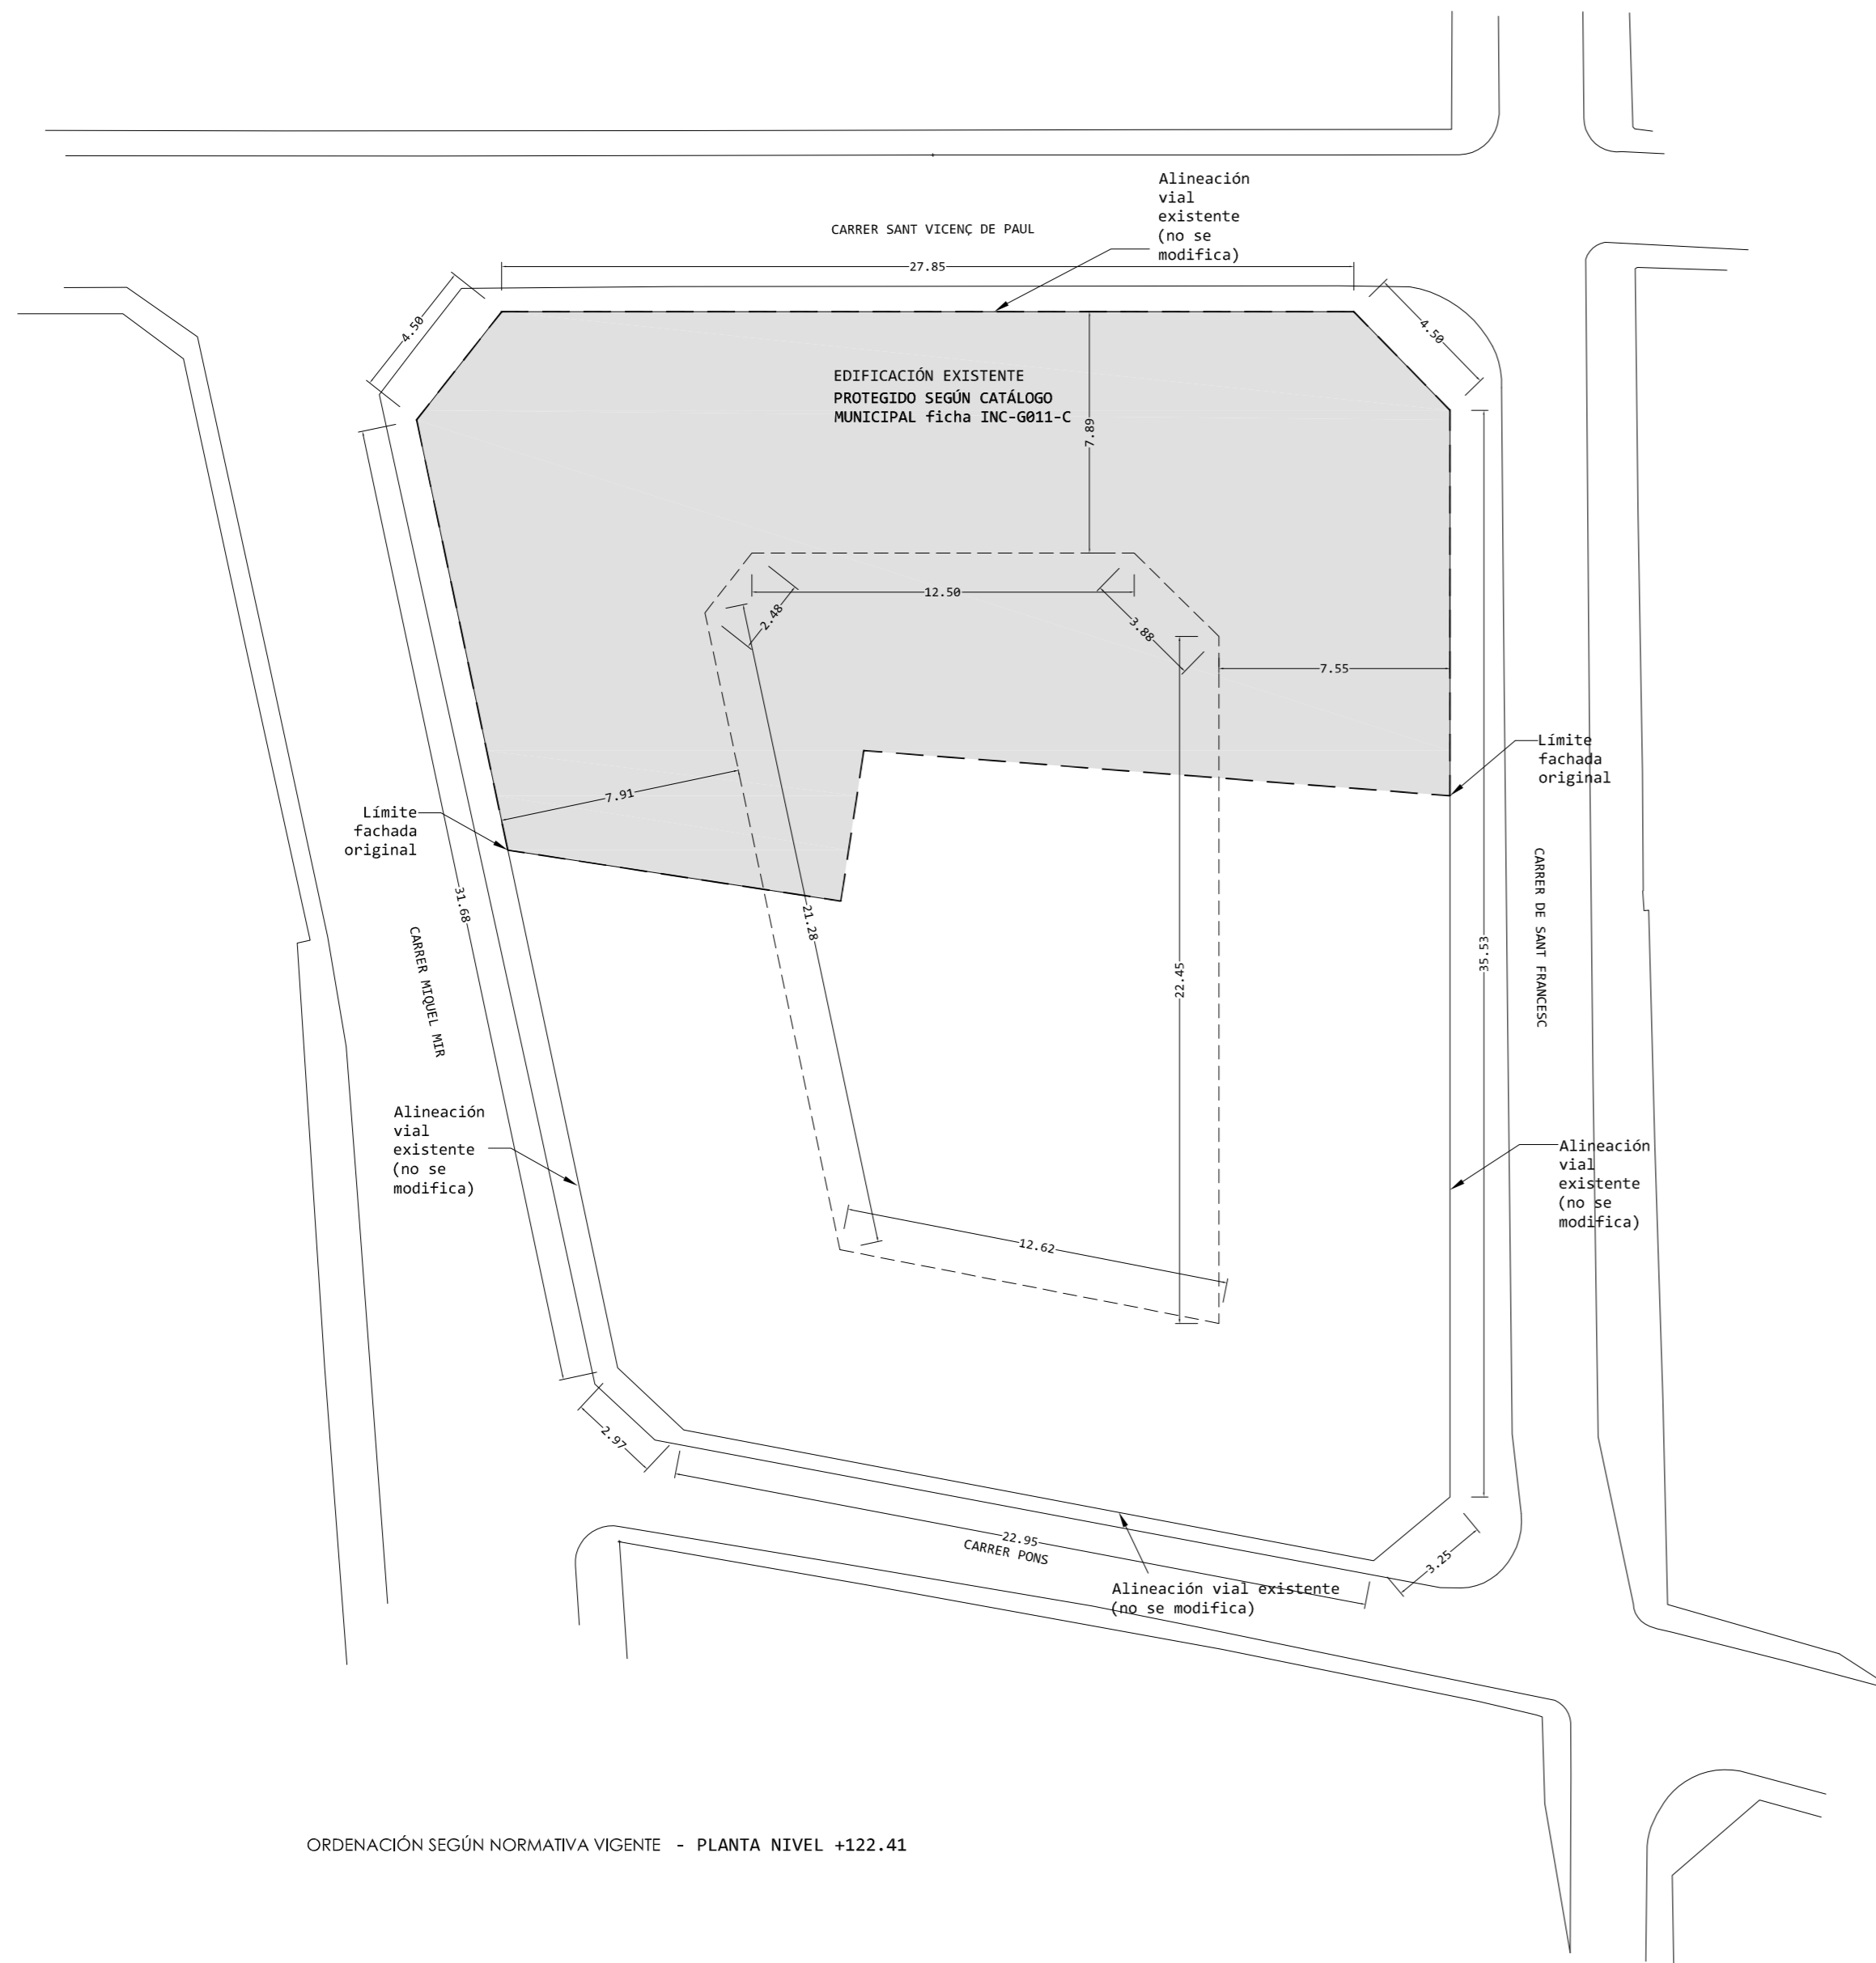 Alineación
vial
existente
(no se
modifica)
CARRER SANT VICENÇ DE PAUL
27.85
4.50
4.50
EDIFICACIÓN EXISTENTE
PROTEGIDO SEGÚN CATÁLOGO
MUNICIPAL ficha INC-G011-C
7.89
12.50
2.48
3.88
7.55
Límite
fachada
original
7.91
Límite
fachada
original
31.68
21.28
22.45
35.53
CARRER DE SANT FRANCESC
CARRER MIQUEL MIR
Alineación
vial
existente
(no se
modifica)
Alineación
vial
existente
(no se
modifica)
12.62
2.97
22.95
CARRER PONS
3.25
Alineación vial existente
(no se modifica)
ORDENACIÓN SEGÚN NORMATIVA VIGENTE - PLANTA NIVEL +122.41